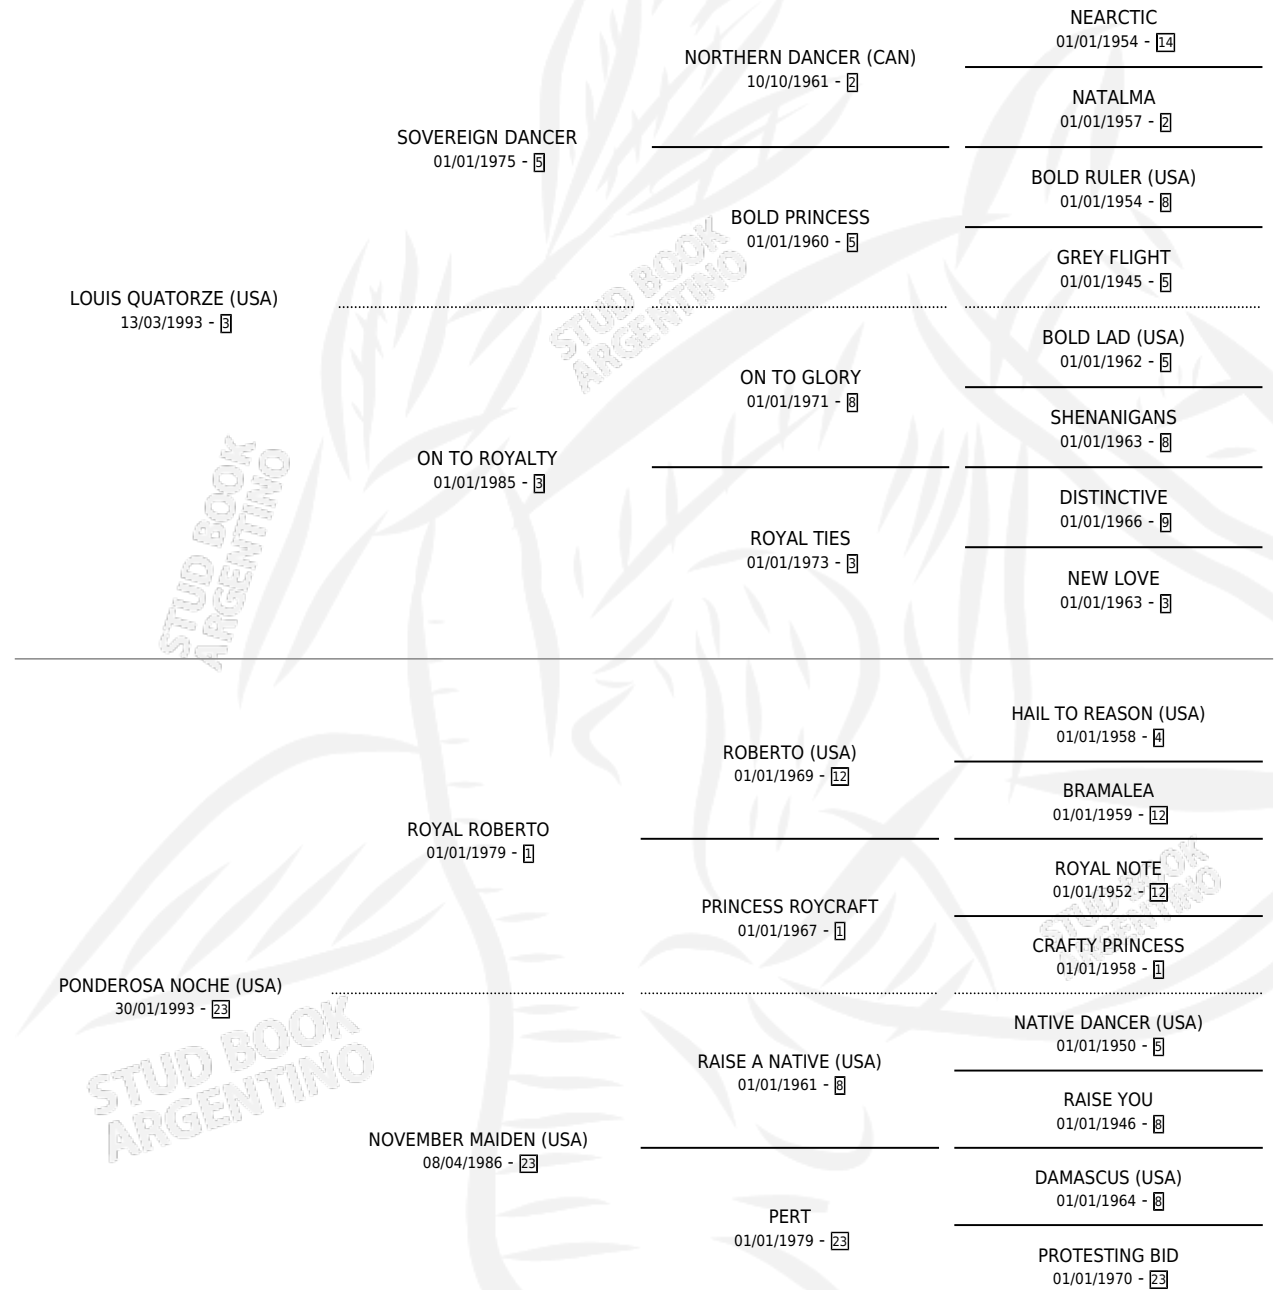 NEARCTIC
01/01/1954 - 14
NORTHERN DANCER (CAN)
10/10/1961 - 2
NATALMA
01/01/1957 - 2
SOVEREIGN DANCER
01/01/1975 - 5
BOLD RULER (USA)
01/01/1954 - 8
BOLD PRINCESS
01/01/1960 - 5
GREY FLIGHT
01/01/1945 - 5
LOUIS QUATORZE (USA)
13/03/1993 - 3
BOLD LAD (USA)
01/01/1962 - 5
ON TO GLORY
01/01/1971 - 8
SHENANIGANS
01/01/1963 - 8
ON TO ROYALTY
01/01/1985 - 3
DISTINCTIVE
01/01/1966 - 9
ROYAL TIES
01/01/1973 - 3
NEW LOVE
01/01/1963 - 3
HAIL TO REASON (USA)
01/01/1958 - 4
ROBERTO (USA)
01/01/1969 - 12
BRAMALEA
01/01/1959 - 12
ROYAL ROBERTO
01/01/1979 - 1
ROYAL NOTE
01/01/1952 - 12
PRINCESS ROYCRAFT
01/01/1967 - 1
CRAFTY PRINCESS
01/01/1958 - 1
PONDEROSA NOCHE (USA)
30/01/1993 - 23
NATIVE DANCER (USA)
01/01/1950 - 5
RAISE A NATIVE (USA)
01/01/1961 - 8
RAISE YOU
01/01/1946 - 8
NOVEMBER MAIDEN (USA)
08/04/1986 - 23
DAMASCUS (USA)
01/01/1964 - 8
PERT
01/01/1979 - 23
PROTESTING BID
01/01/1970 - 23
STUD BOOK
ARGENTINO
STUD BOOK
ARGENTINO
STUD BOOK
ARGENTINO
STUD BOOK
ARGENTINO